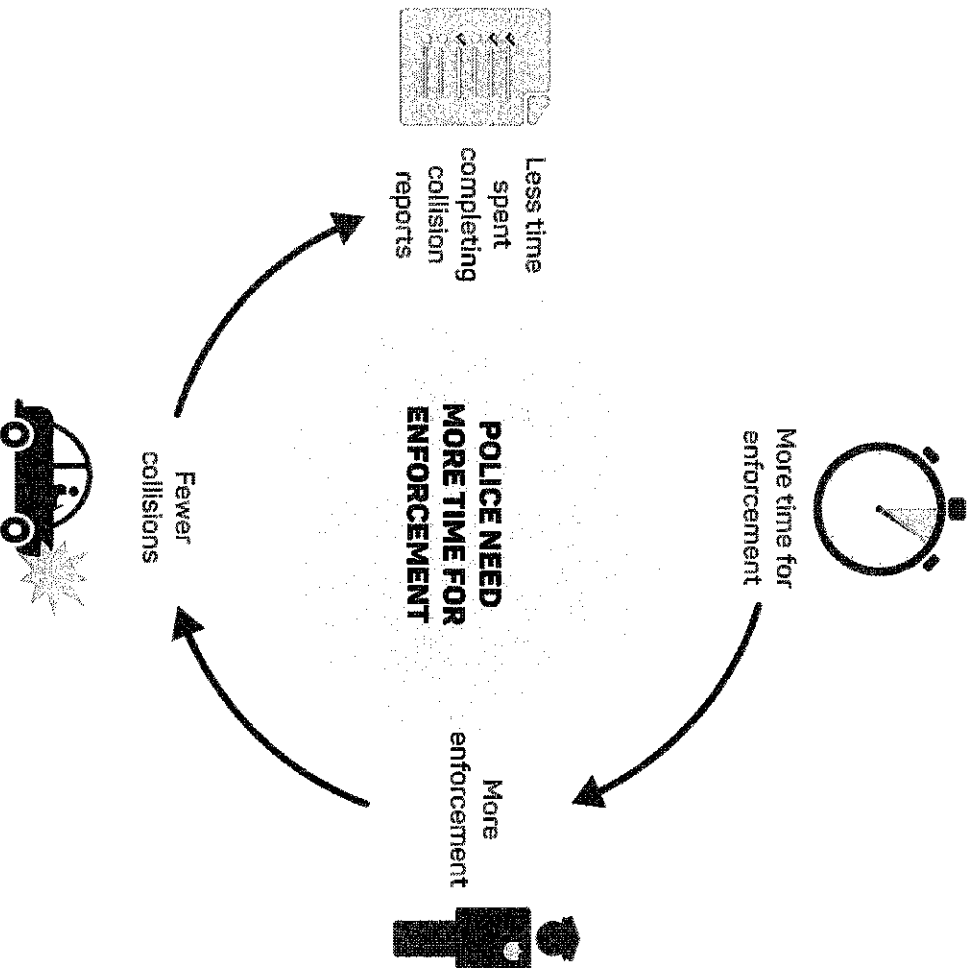 More time for
enforcement
More
enforcement
Fewer
collisions
Less time
spent
completing
collision
reports
POLICE NEED
MORE TIME FOR
ENFORCEMENT